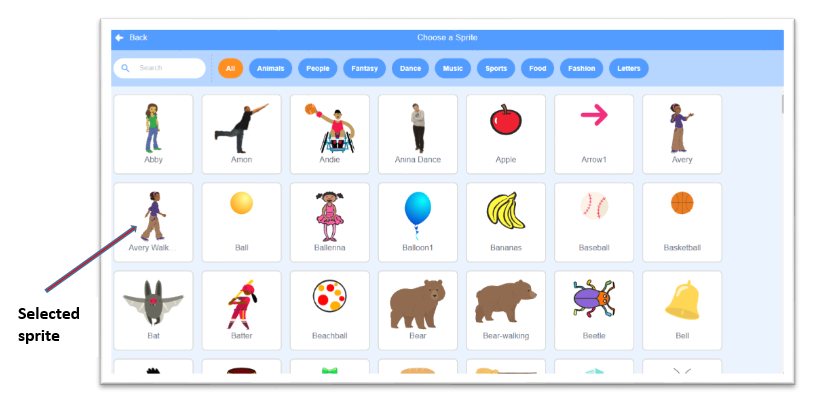 Back
Choose a Sprite
Search
All
Animals
People
Fantasy
Dance
Music
Sports
Food
Fashion
Letters
Abby
Amon
Andie
Anina Dance
Apple
Arrow1
Avery
Avery Walk..
Ball
Ballerina
Balloon1
Bananas
Baseball
Basketball
Bat
Batter
Beachball
Bear
Bear-walking
Beetle
Bell
Selected
sprite